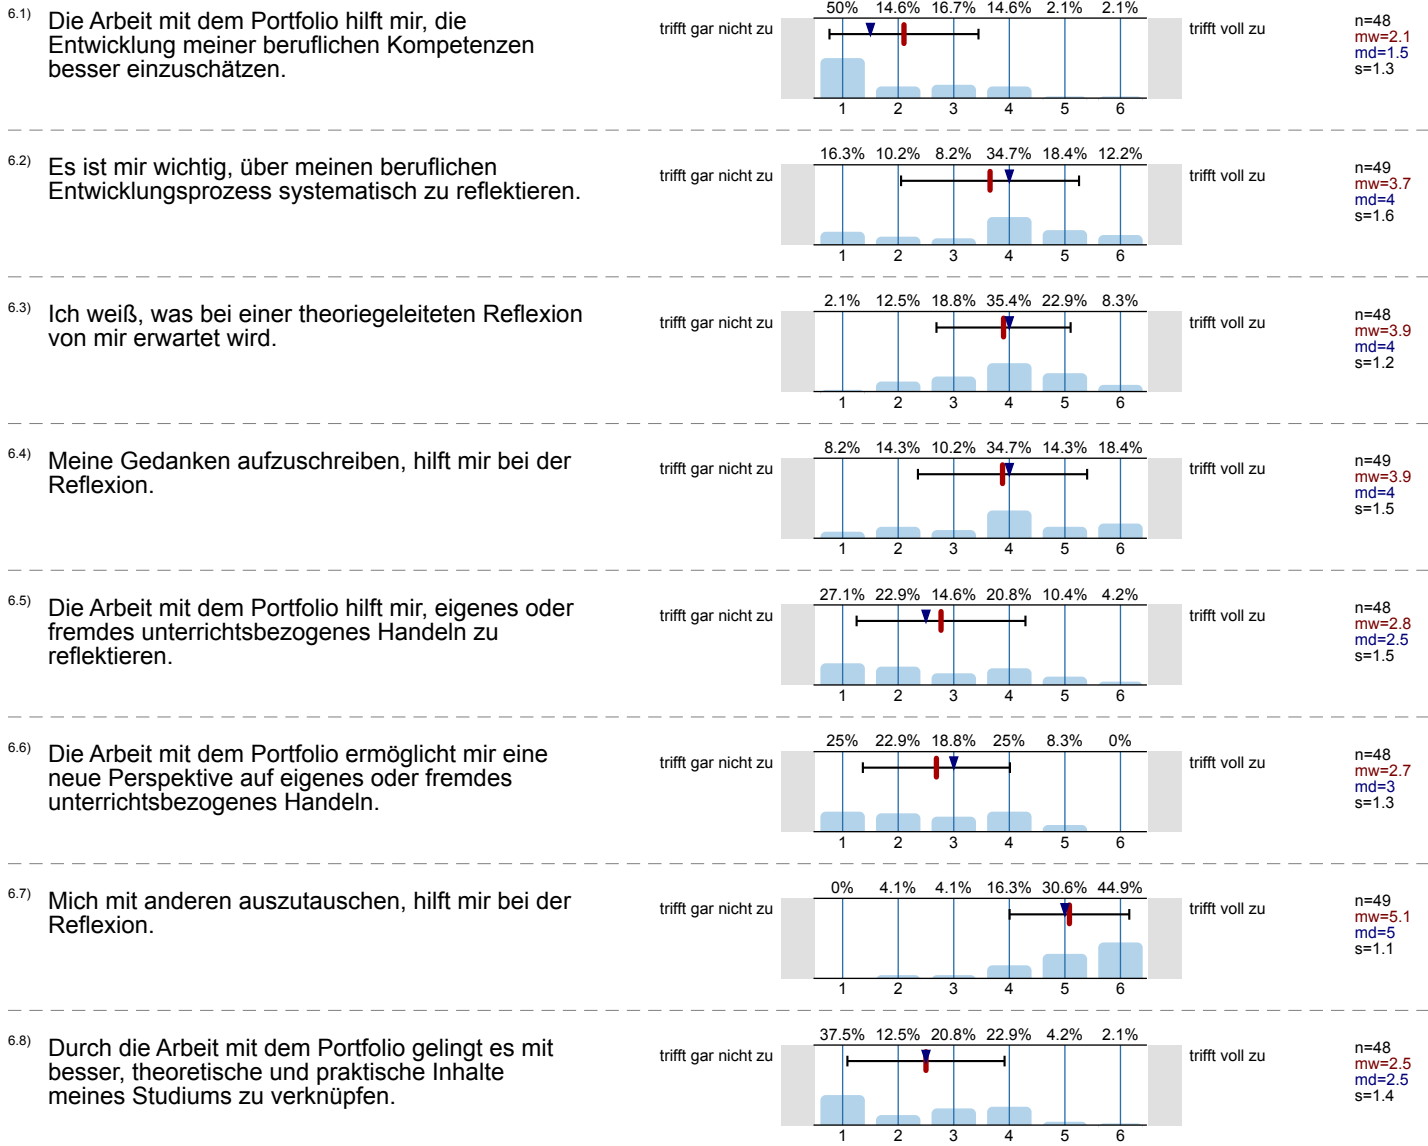 6.1) Die Arbeit mit dem Portfolio hilft mir, die
Entwicklung meiner beruflichen Kompetenzen
besser einzuschätzen.
trifft gar nicht zu
50% 14.6% 16.7% 14.6% 2.1% 2.1%
1 2 3 4 5 6
trifft voll zu
n=48
mw=2.1
md=1.5
s=1.3
6.2) Es ist mir wichtig, über meinen beruflichen
Entwicklungsprozess systematisch zu reflektieren.
trifft gar nicht zu
16.3% 10.2% 8.2% 34.7% 18.4% 12.2%
1 2 3 4 5 6
trifft voll zu
n=49
mw=3.7
md=4
s=1.6
6.3) Ich weiß, was bei einer theoriegeleiteten Reflexion
von mir erwartet wird.
trifft gar nicht zu
2.1% 12.5% 18.8% 35.4% 22.9% 8.3%
1 2 3 4 5 6
trifft voll zu
n=48
mw=3.9
md=4
s=1.2
6.4) Meine Gedanken aufzuschreiben, hilft mir bei der
Reflexion.
trifft gar nicht zu
8.2% 14.3% 10.2% 34.7% 14.3% 18.4%
1 2 3 4 5 6
trifft voll zu
n=49
mw=3.9
md=4
s=1.5
6.5) Die Arbeit mit dem Portfolio hilft mir, eigenes oder
fremdes unterrichtsbezogenes Handeln zu
reflektieren.
trifft gar nicht zu
27.1% 22.9% 14.6% 20.8% 10.4% 4.2%
1 2 3 4 5 6
trifft voll zu
n=48
mw=2.8
md=2.5
s=1.5
6.6) Die Arbeit mit dem Portfolio ermöglicht mir eine
neue Perspektive auf eigenes oder fremdes
unterrichtsbezogenes Handeln.
trifft gar nicht zu
25% 22.9% 18.8% 25% 8.3% 0%
1 2 3 4 5 6
trifft voll zu
n=48
mw=2.7
md=3
s=1.3
6.7) Mich mit anderen auszutauschen, hilft mir bei der
Reflexion.
trifft gar nicht zu
0% 4.1% 4.1% 16.3% 30.6% 44.9%
1 2 3 4 5 6
trifft voll zu
n=49
mw=5.1
md=5
s=1.1
6.8) Durch die Arbeit mit dem Portfolio gelingt es mit
besser, theoretische und praktische Inhalte
meines Studiums zu verknüpfen.
trifft gar nicht zu
37.5% 12.5% 20.8% 22.9% 4.2% 2.1%
1 2 3 4 5 6
trifft voll zu
n=48
mw=2.5
md=2.5
s=1.4